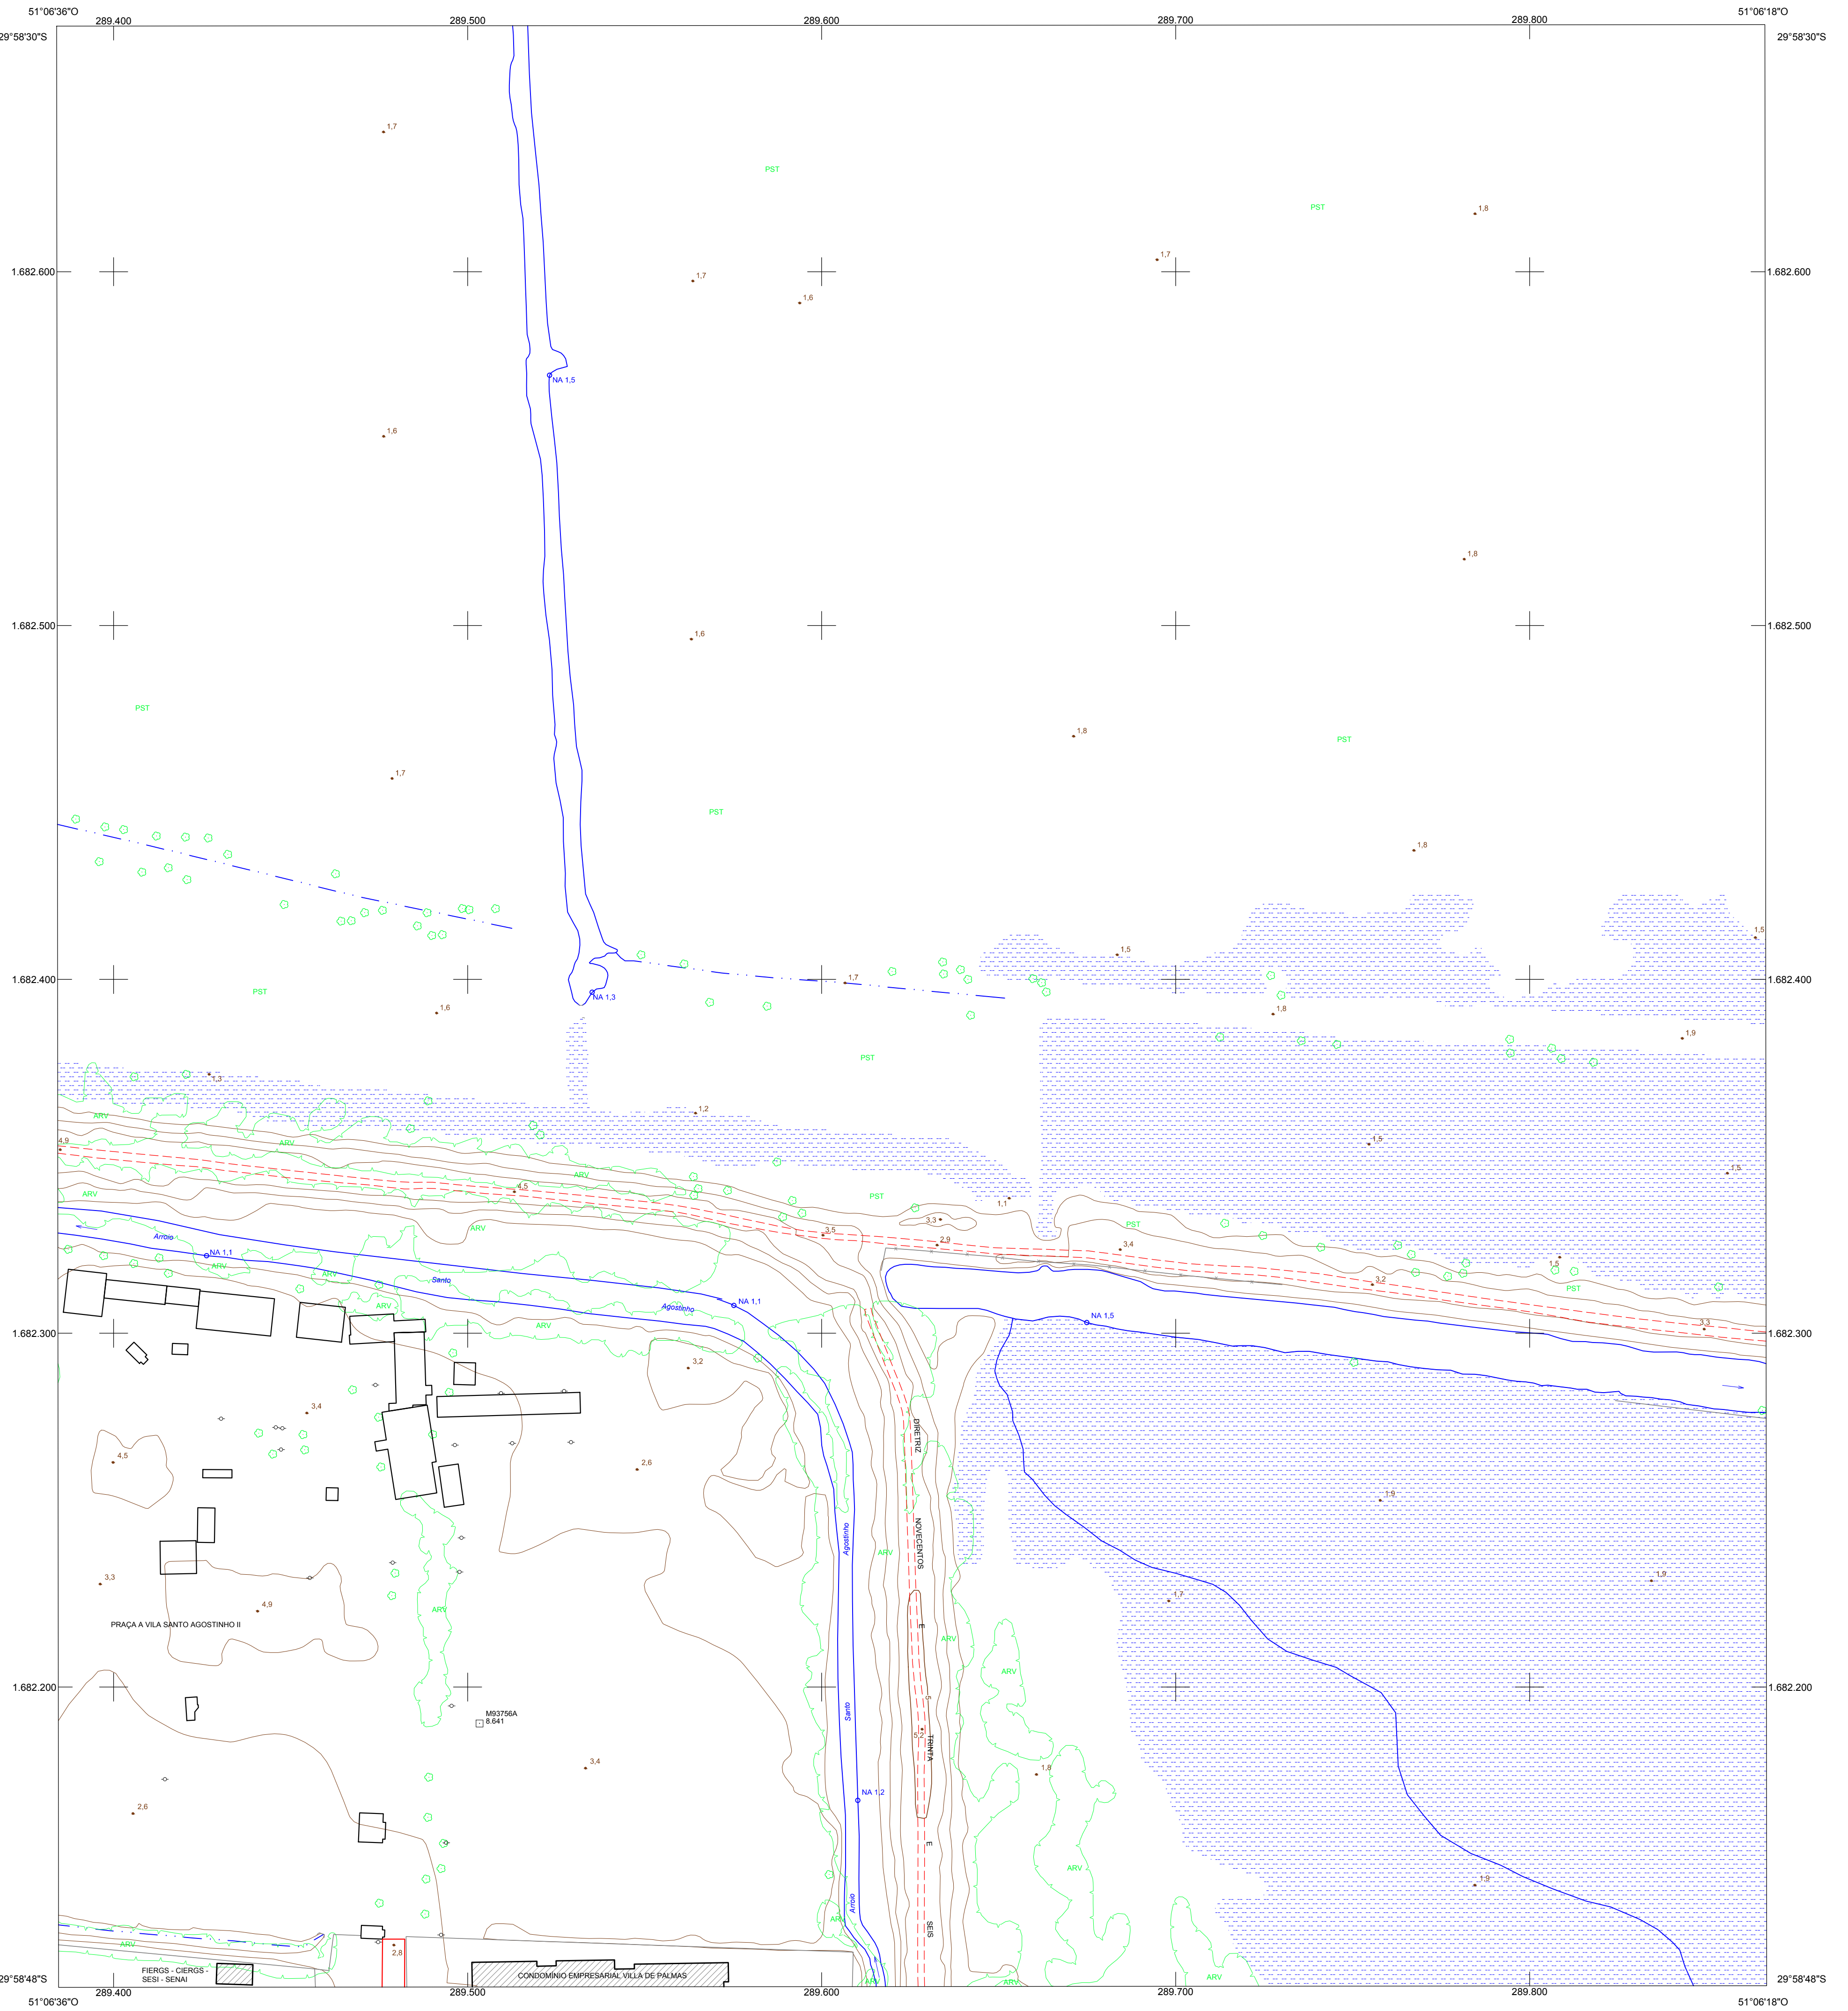 51°06'36"O
51°06'18"O
289.400
289.500
289.600
289.700
289.800
29°58'30"S
29°58'30"S
1,7
PST
PST
1,8
1,7
1.682.600
1.682.600
1,7
1,6
NA 1,5
1,6
1,8
1.682.500
1.682.500
1,6
PST
1,8
PST
1,7
PST
1,8
1,5
1,5
1.682.400
1,7
1.682.400
PST
NA 1,3
1,6
1,8
1,9
PST
1,3
1,2
ARV
4,9
ARV
1,5
ARV
1,5
4,5
ARV
PST
1,1
ARV
3,3
PST
3,5
2,9
3,4
Arroio
NA 1,1
ARV
ARV
1,5
Santo
3,2
PST
ARV
Agostinho
NA 1,1
ARV
NA 1,5
3,3
1.682.300
1.682.300
3,2
3,4
DIRETRIZ
4,5
2,6
1,9
NOVECENTOS
Agostinho
ARV
3,3
1,9
4,9
ARV
1,7
PRAÇA A VILA SANTO AGOSTINHO II
E
ARV
ARV
1.682.200
1.682.200
5
Santo
M93756A
8.641
5,2
TRINTA
3,4
1,8
NA 1,2
2,6
E
ARV
1,9
Arroio
ARV
SEIS
ARV
2,8
FIERGS - CIERGS -
SESI - SENAI
CONDOMÍNIO EMPRESARIAL VILLA DE PALMAS
ARV
ARV
ARV
29°58'48"S
29°58'48"S
289.400
289.500
289.600
289.700
289.800
51°06'36"O
51°06'18"O